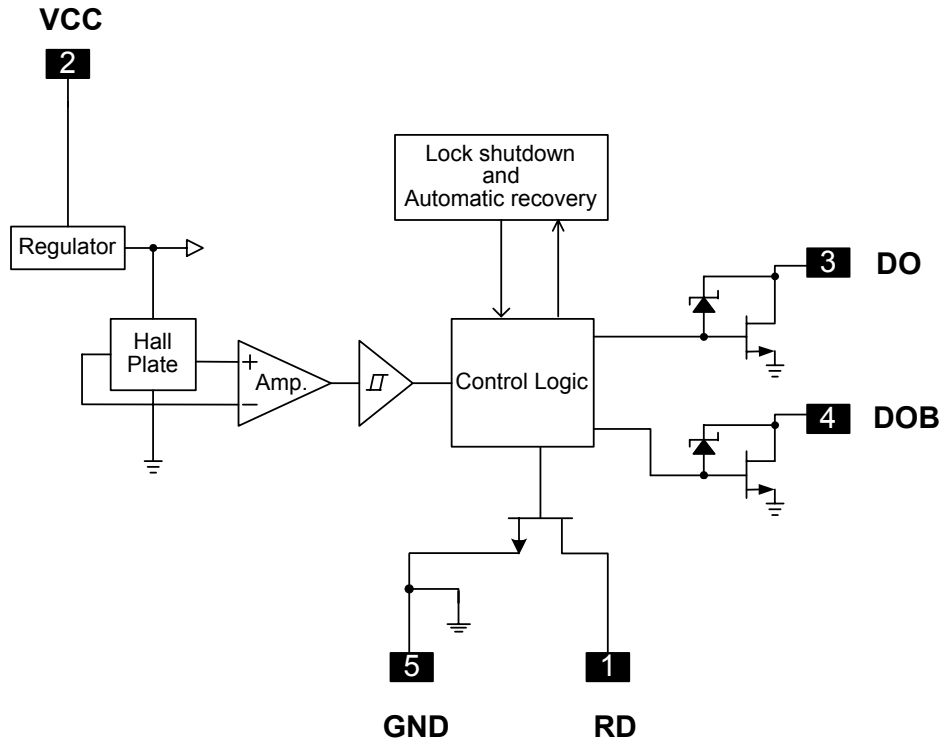 VCC
2
Lock shutdown
and
Automatic recovery
Regulator
3 DO
Hall
Plate
+
Amp.
−
Control Logic
4 DOB
5
1
GND
RD